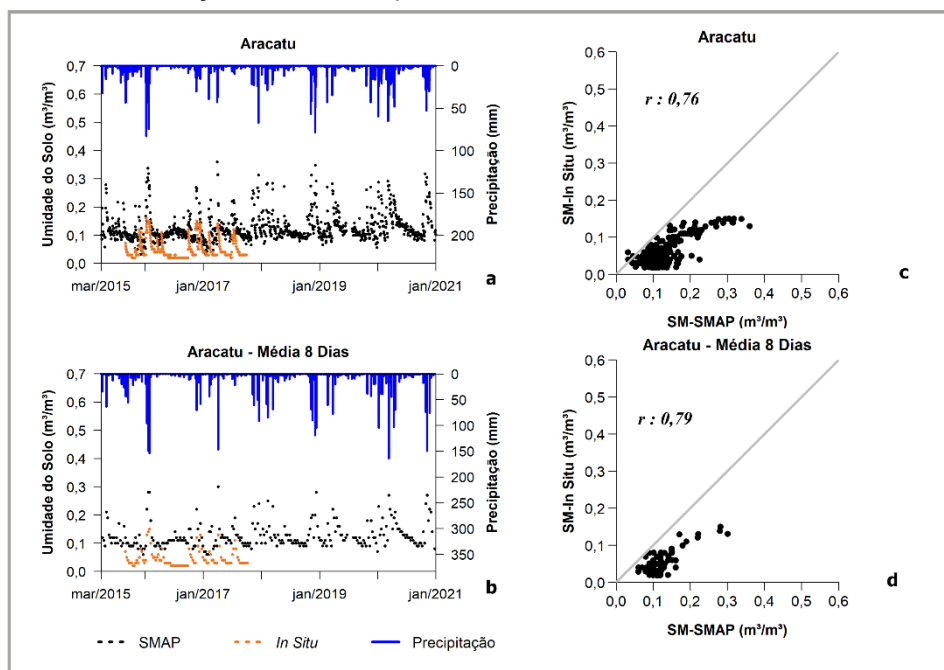 Aracatu
Umidade do Solo (m³/m³)
0,7
0,6
0,5
0,4
0,3
0,2
0,1
0,0
mar/2015 jan/2017 jan/2019 jan/2021
0
50
100
150
200
Precipitação (mm)
a
Aracatu
SM-In Situ (m³/m³)
0,6
0,5
0,4
0,3
0,2
0,1
0,0
r : 0,76
0,0 0,1 0,2 0,3 0,4 0,5 0,6
SM-SMAP (m³/m³)
c
Aracatu - Média 8 Dias
Umidade do Solo (m³/m³)
0,7
0,6
0,5
0,4
0,3
0,2
0,1
0,0
mar/2015 jan/2017 jan/2019 jan/2021
0
50
100
150
200
250
300
350
Precipitação (mm)
b
Aracatu - Média 8 Dias
SM-In Situ (m³/m³)
0,6
0,5
0,4
0,3
0,2
0,1
0,0
r : 0,79
0,0 0,1 0,2 0,3 0,4 0,5 0,6
SM-SMAP (m³/m³)
d
SMAP In Situ Precipitação